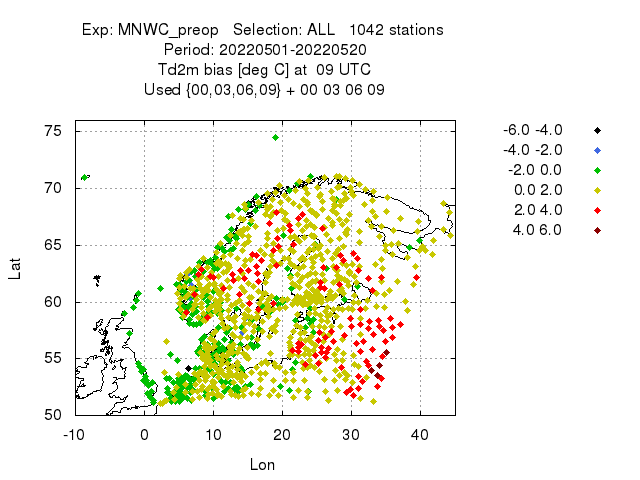 Exp: MNWC_preop   Selection: ALL   1042 stations
Period: 20220501-20220520
Td2m bias [deg C] at  09 UTC
Used {00,03,06,09} + 00 03 06 09
75
70
65
60
55
50
Lat
-10 0 10 20 30 40
Lon
-6.0 -4.0
-4.0 -2.0
-2.0 0.0
0.0 2.0
2.0 4.0
4.0 6.0